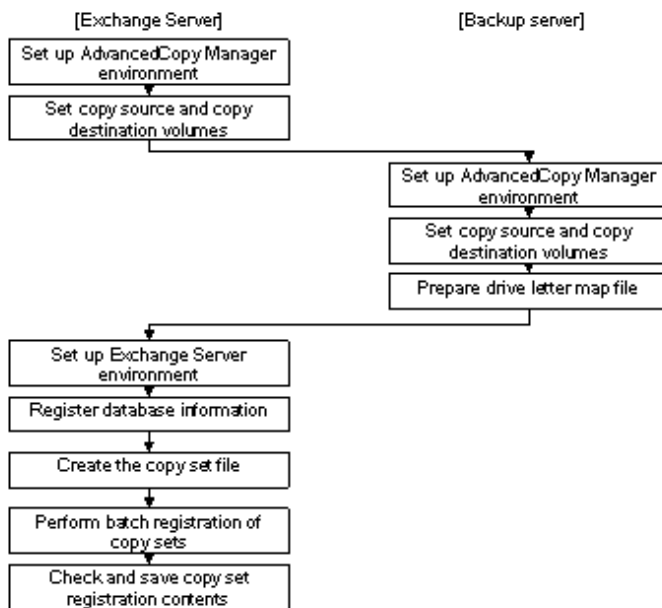 [Exchange Server]
[Backup server]
Set up AdvancedCopy Manager
environment
Set copy source and copy
destination volumes
Set up AdvancedCopy Manager
environment
Set copy source and copy
destination volumes
Prepare drive letter map file
Set up Exchange Server
environment
Register database information
Create the copy set file
Perform batch registration of
copy sets
Check and save copy set
registration contents